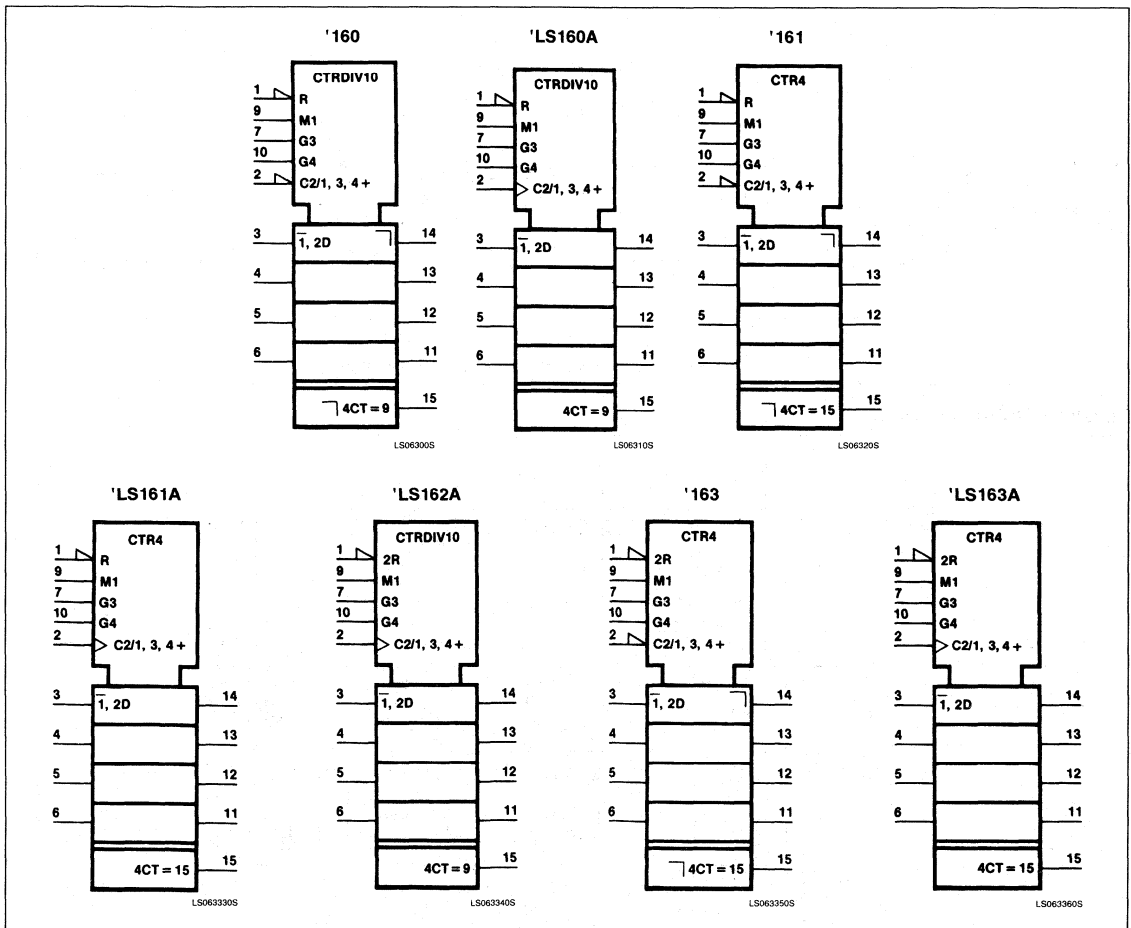 '160
CTRDIV10
1 R
9 M1
7 G3
10 G4
2 C2/1, 3, 4 +
3 1̅, 2D 14
4 13
5 12
6 11
4CT = 9 15
LS06300S
'LS160A
CTRDIV10
1 R
9 M1
7 G3
10 G4
2 C2/1, 3, 4 +
3 1̅, 2D 14
4 13
5 12
6 11
4CT = 9 15
LS06310S
'161
CTR4
1 R
9 M1
7 G3
10 G4
2 C2/1, 3, 4 +
3 1̅, 2D 14
4 13
5 12
6 11
4CT = 15 15
LS06320S
'LS161A
CTR4
1 R
9 M1
7 G3
10 G4
2 C2/1, 3, 4 +
3 1̅, 2D 14
4 13
5 12
6 11
4CT = 15 15
LS063330S
'LS162A
CTRDIV10
1 2R
9 M1
7 G3
10 G4
2 C2/1, 3, 4 +
3 1̅, 2D 14
4 13
5 12
6 11
4CT = 9 15
LS063340S
'163
CTR4
1 2R
9 M1
7 G3
10 G4
2 C2/1, 3, 4 +
3 1̅, 2D 14
4 13
5 12
6 11
4CT = 15 15
LS063350S
'LS163A
CTR4
1 2R
9 M1
7 G3
10 G4
2 C2/1, 3, 4 +
3 1̅, 2D 14
4 13
5 12
6 11
4CT = 15 15
LS063360S